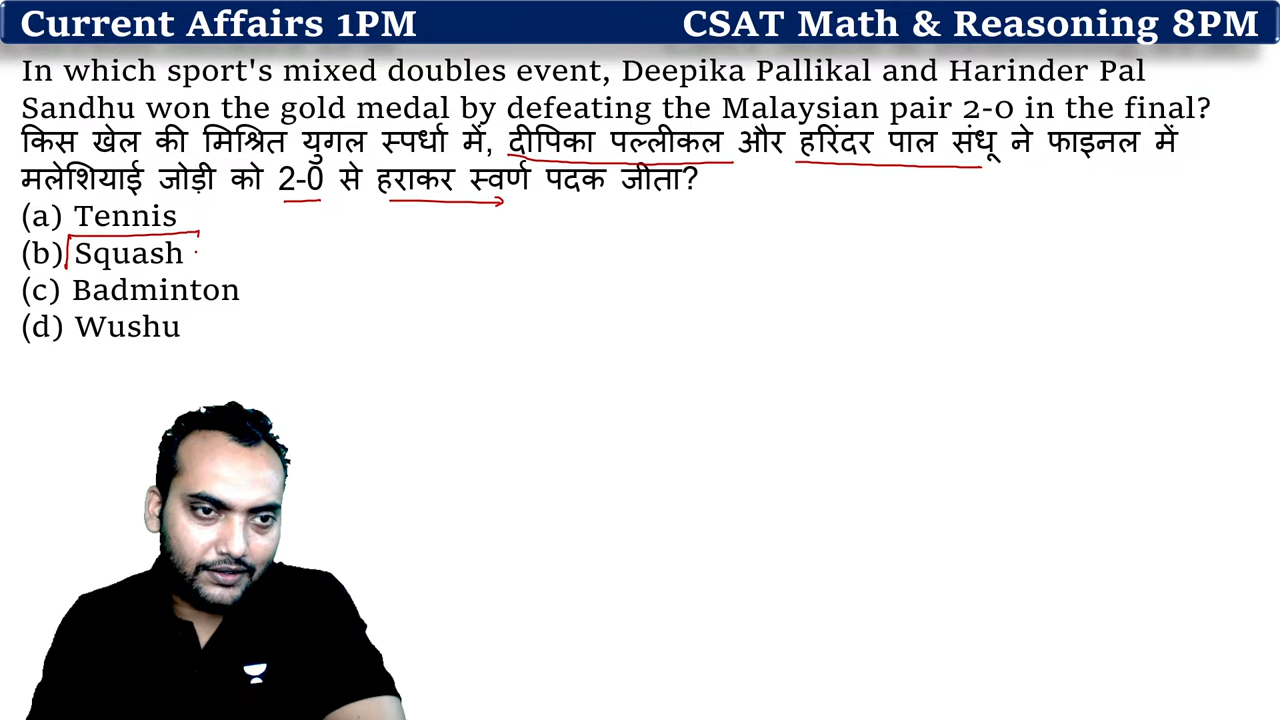 Current Affairs 1PM
CSAT Math & Reasoning 8PM
In which sport's mixed doubles event, Deepika Pallikal and Harinder Pal
Sandhu won the gold medal by defeating the Malaysian pair 2-0 in the final?
किस खेल की मिश्रित युगल स्पर्धा में, दीपिका पल्लीकल और हरिंदर पाल संधू ने फाइनल में
मलेशियाई जोड़ी को 2-0 से हराकर स्वर्ण पदक जीता?
(a) Tennis
(b) Squash
(c) Badminton
(d) Wushu